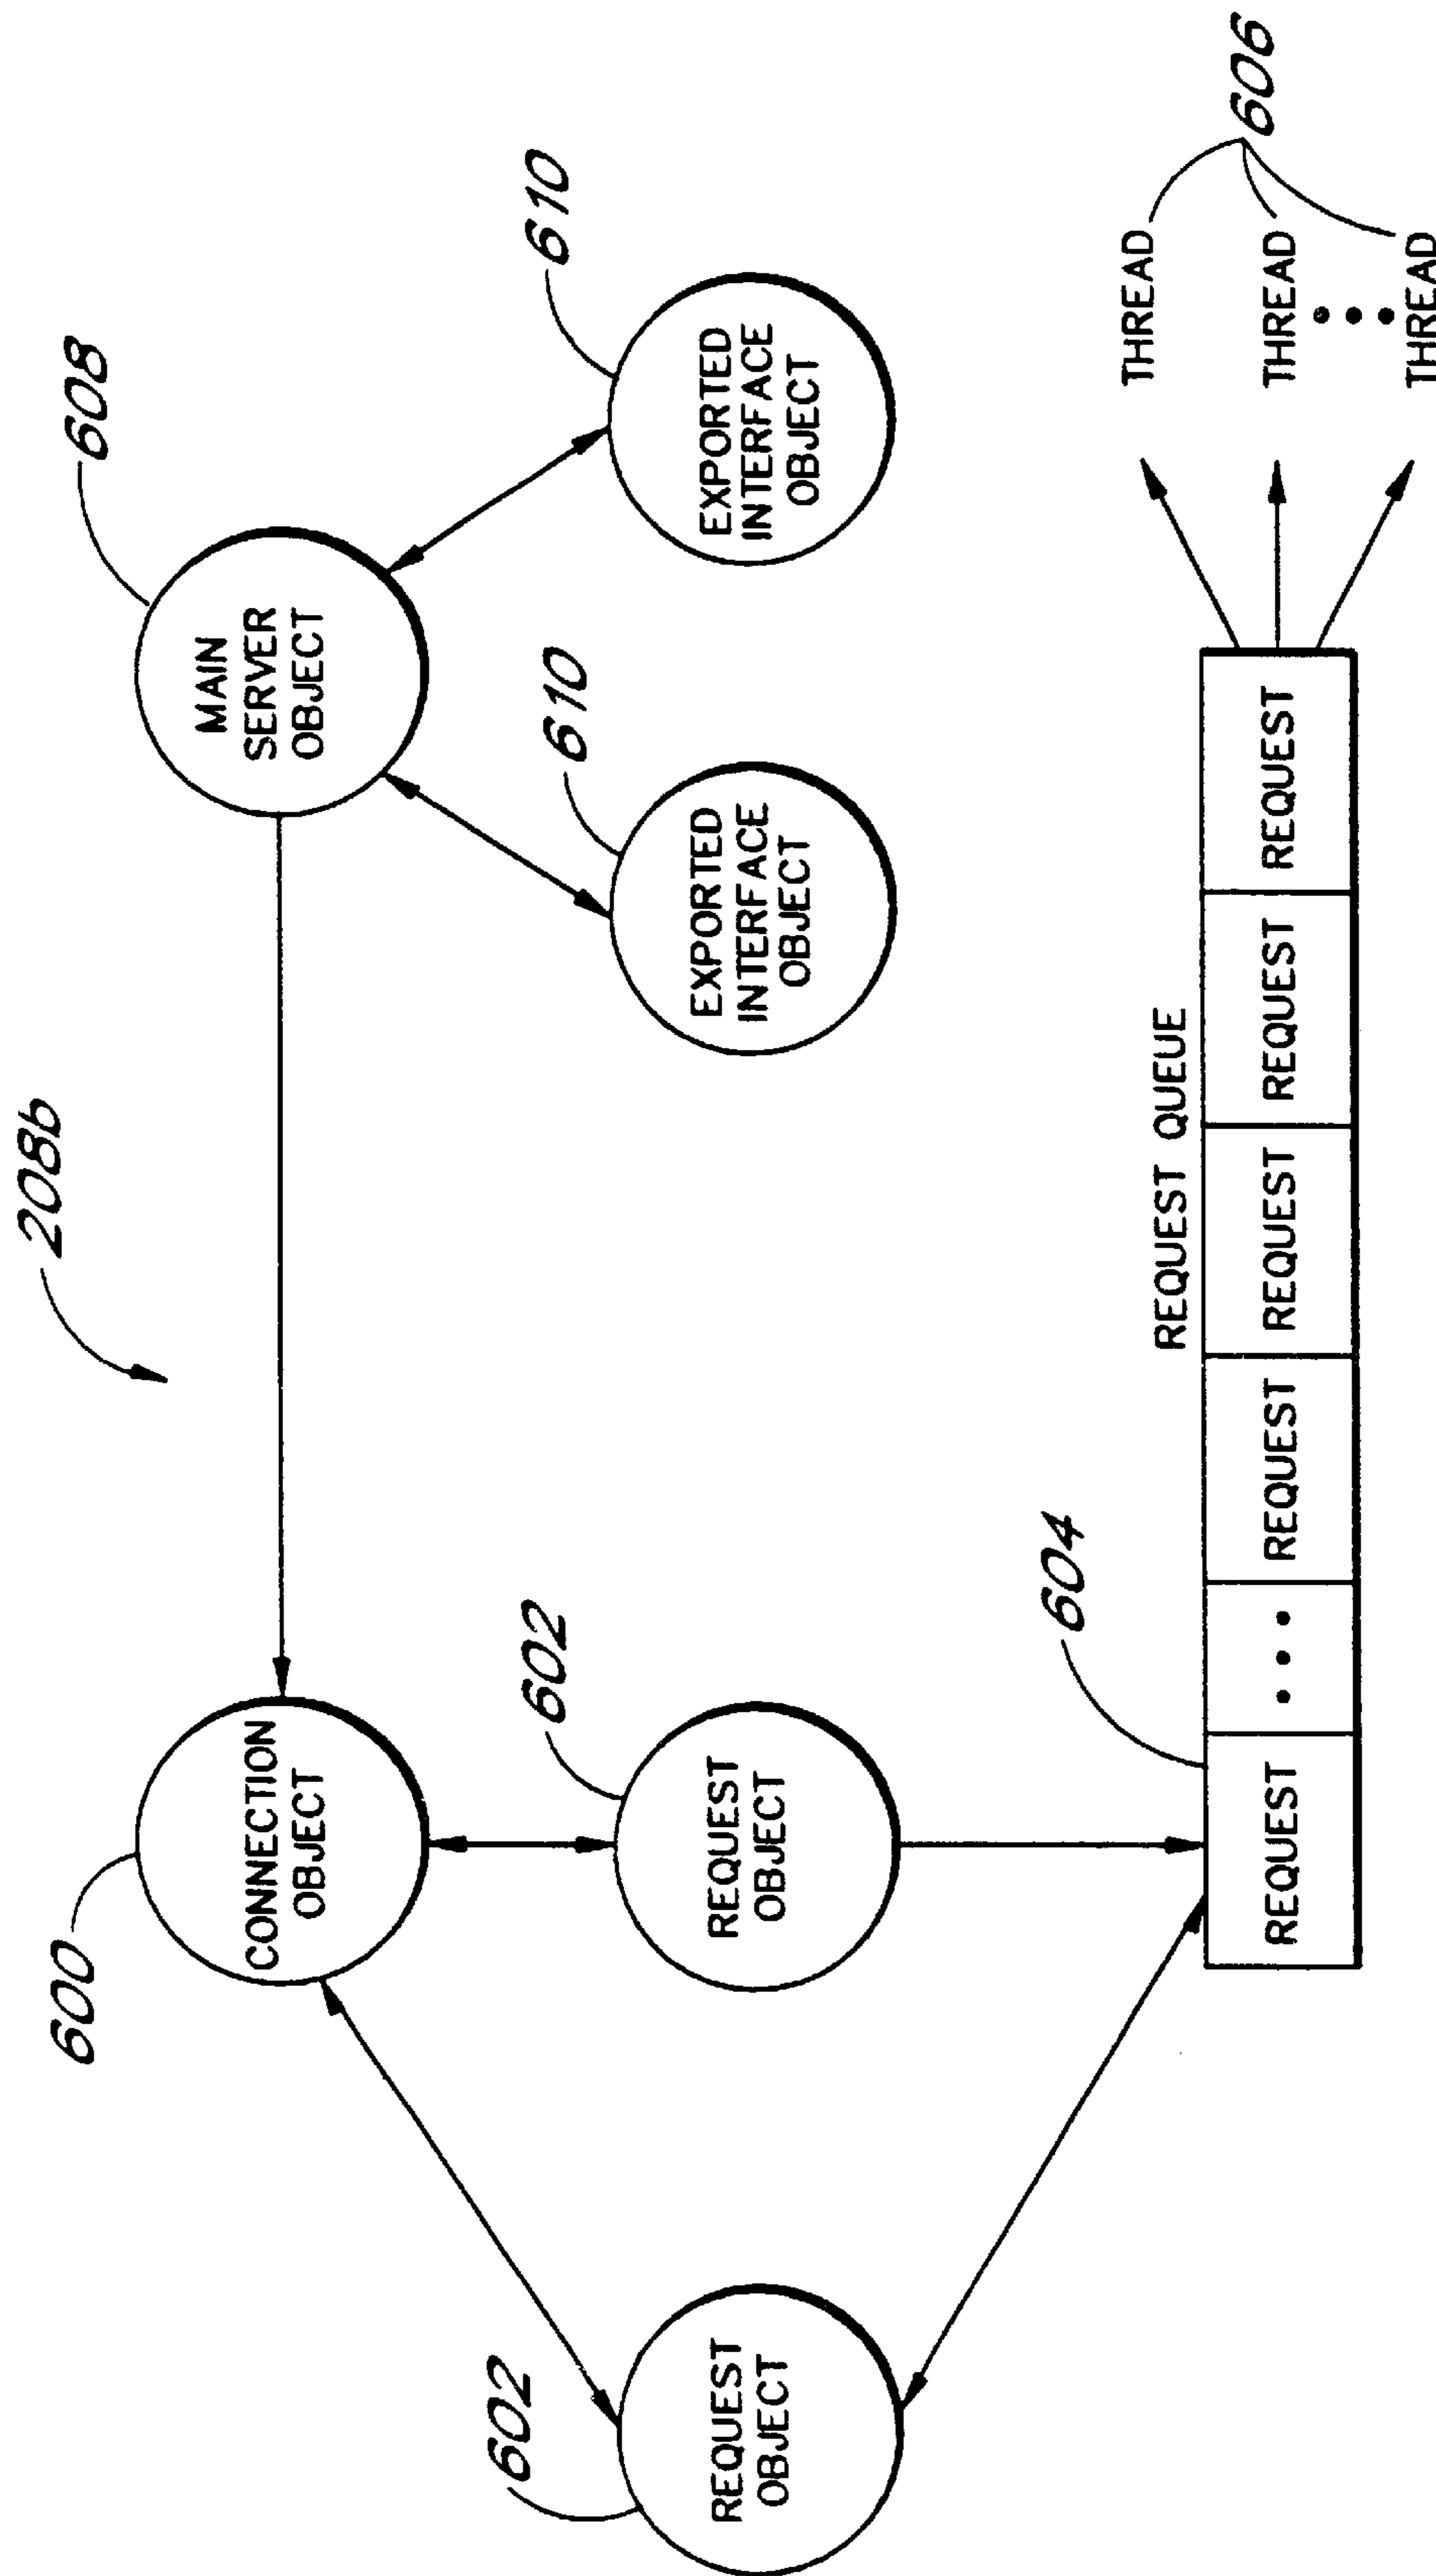 208b
600
CONNECTION
OBJECT
608
MAIN
SERVER
OBJECT
602
REQUEST
OBJECT
602
REQUEST
OBJECT
610
EXPORTED
INTERFACE
OBJECT
610
EXPORTED
INTERFACE
OBJECT
604
REQUEST QUEUE
REQUEST ••• REQUEST REQUEST REQUEST REQUEST
THREAD
THREAD
THREAD
606